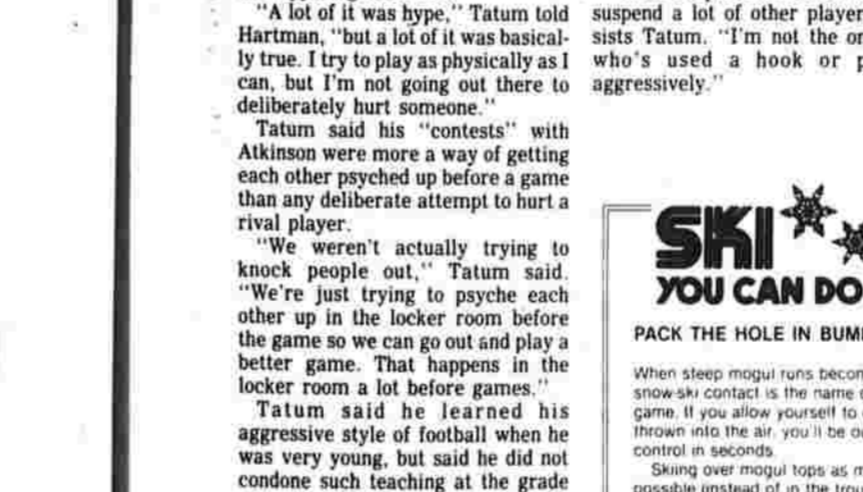 "A lot of it was hype," Tatum told
Hartman, "but a lot of it was basical-
ly true. I try to play as physically as I
can, but I'm not going out there to
deliberately hurt someone."
Tatum said his "contests" with
Atkinson were more a way of getting
each other psyched up before a game
than any deliberate attempt to hurt a
rival player.
"We weren't actually trying to
knock people out," Tatum said.
"We're just trying to psyche each
other up in the locker room before
the game so we can go out and play a
better game. That happens in the
locker room a lot before games."
Tatum said he learned his
aggressive style of football when he
was very young, but said he did not
condone such teaching at the grade
suspend a lot of other player
sists Tatum. "I'm not the
who's used a hook or
aggressively."
SKI
YOU CAN DO
PACK THE HOLE IN
When steep mogul runs
snow-ski contact is the name
game. If you allow yourself to
thrown into the air, you'll be
control in seconds.
Skiing over mogul tops as
possible (instead of in the